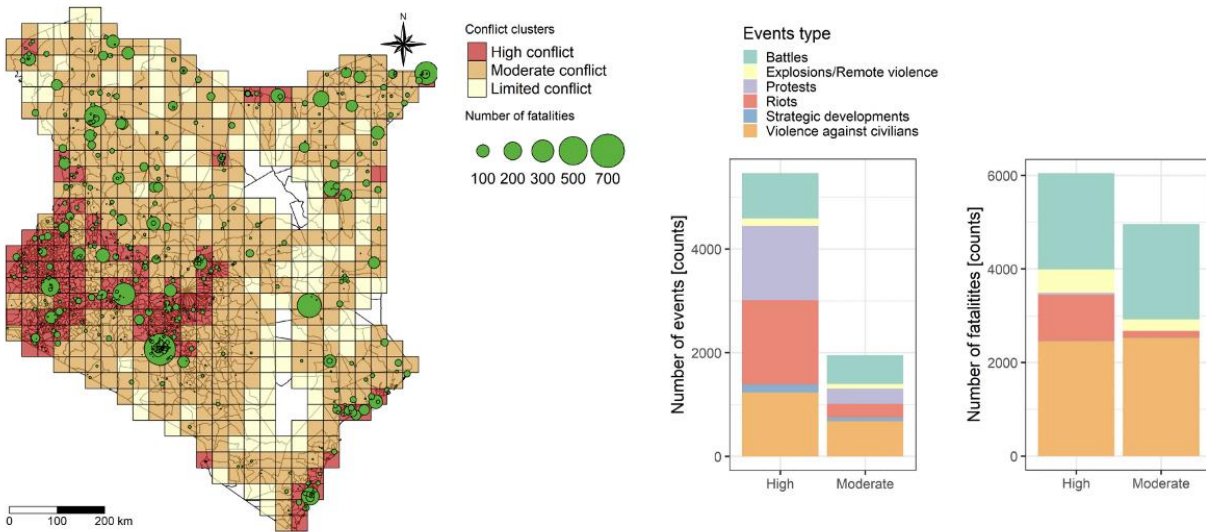 N
Conflict clusters
High conflict
Moderate conflict
Limited conflict
Number of fatalities
100 200 300 500 700
0 100 200 km
Events type
Battles
Explosions/Remote violence
Protests
Riots
Strategic developments
Violence against civilians
Number of events [counts]
4000
2000
0
High Moderate
Number of fatalitites [counts]
6000
4000
2000
0
High Moderate